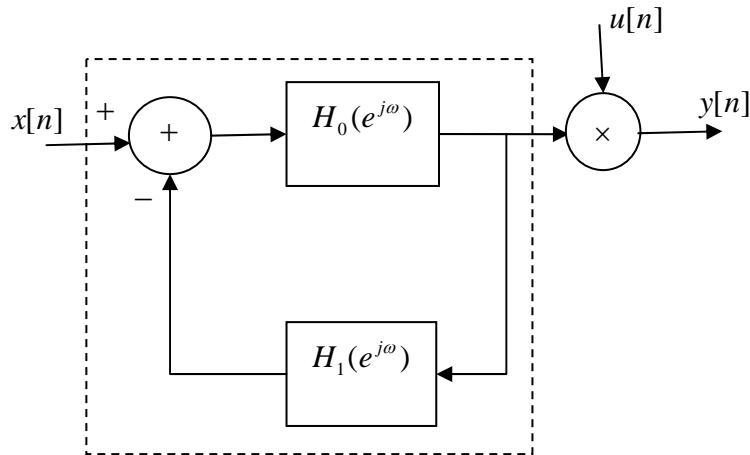 u[n]
x[n]
+
+
H₀(e^{jω})
×
y[n]
−
H₁(e^{jω})